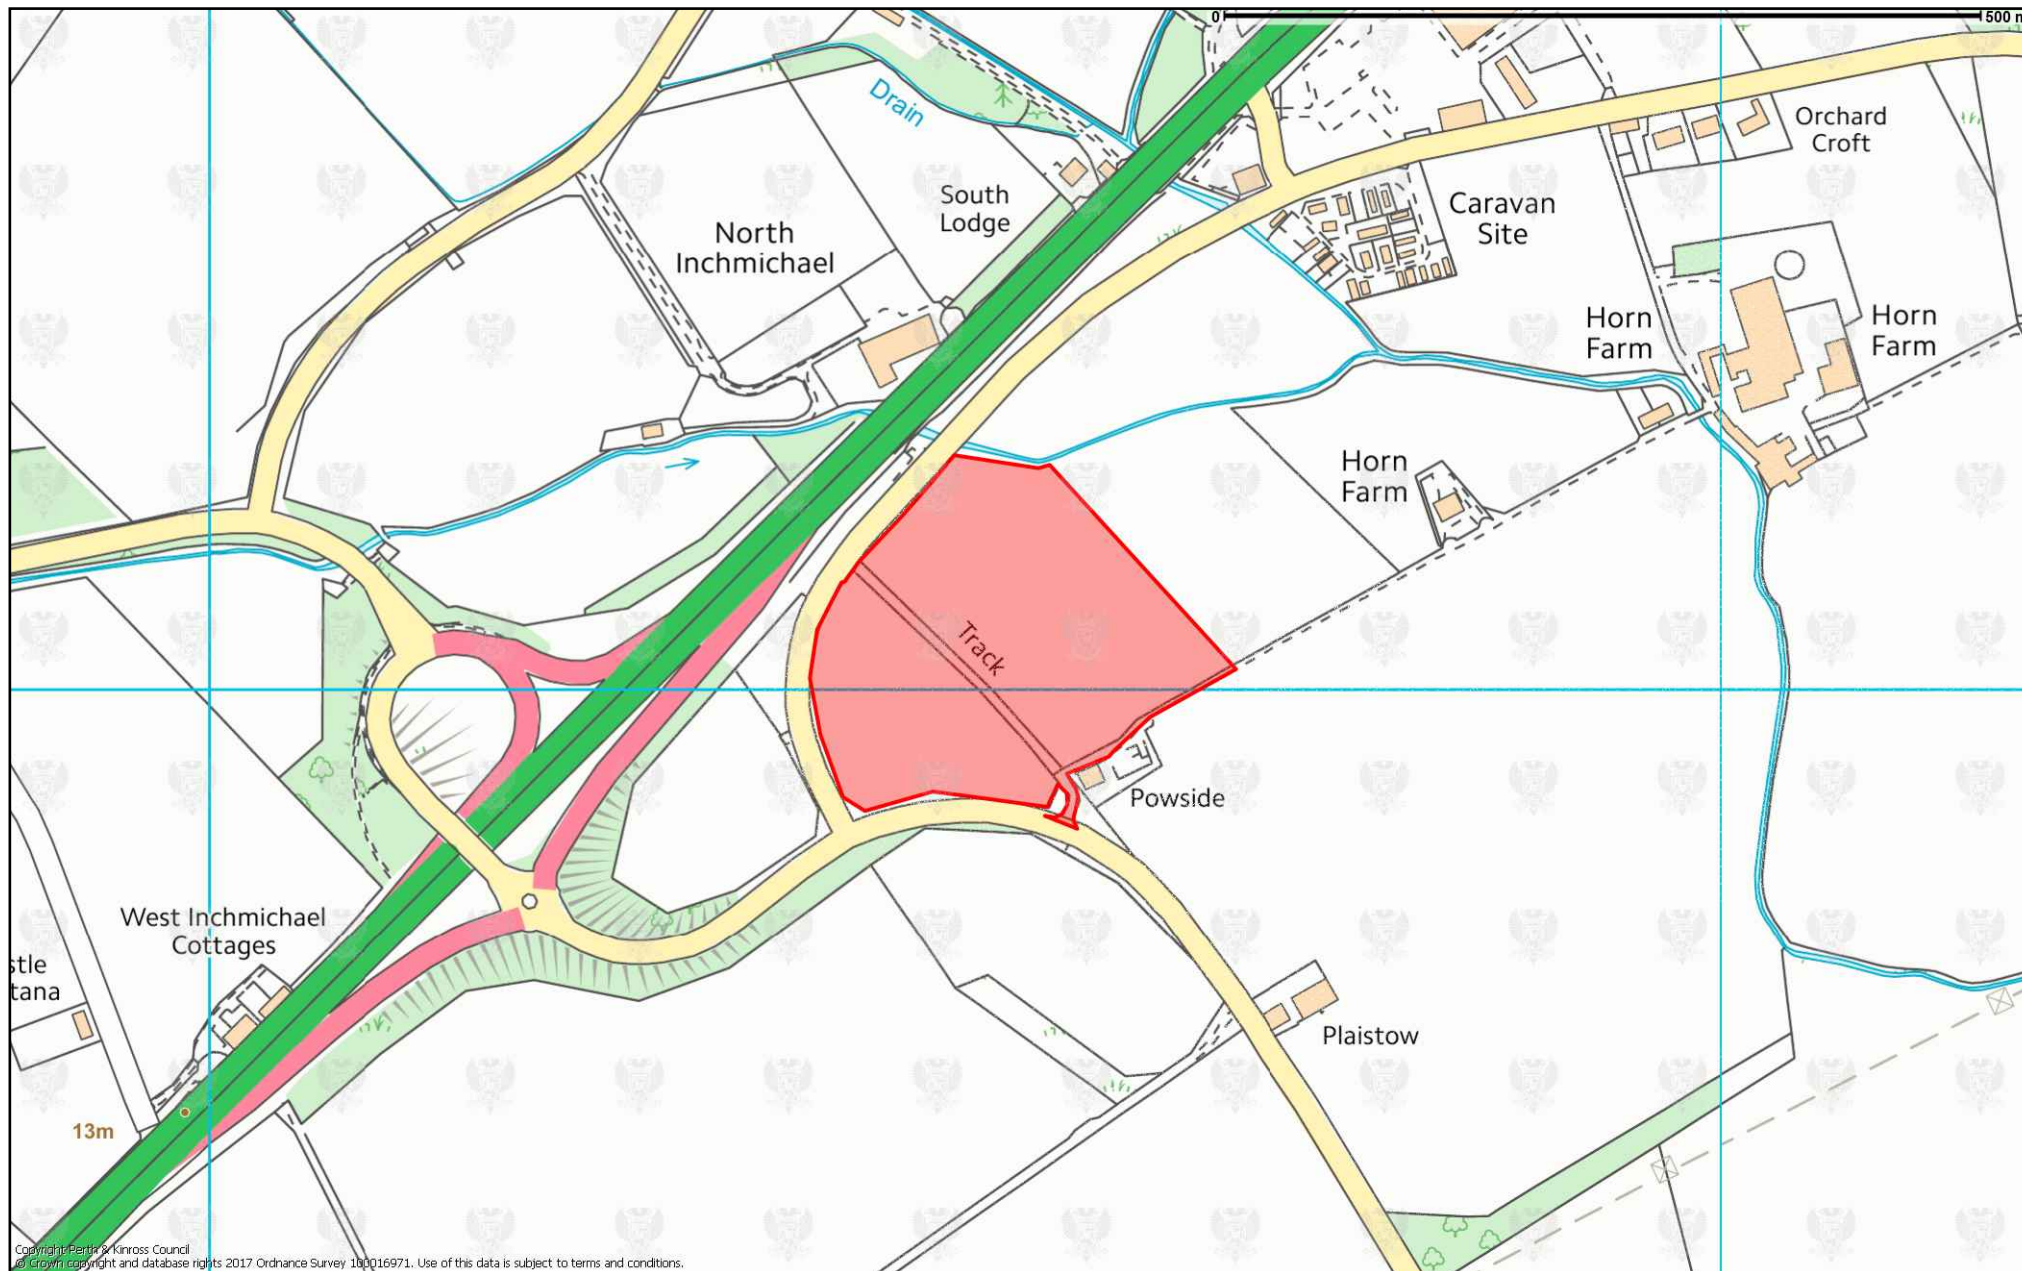 0
500 m
Drain
Orchard
Croft
South
Lodge
Caravan
Site
North
Inchmichael
Horn
Farm
Horn
Farm
Horn
Farm
Track
Powside
West Inchmichael
Cottages
stle
tana
Plaistow
13m
Copyright Perth & Kinross Council
© Crown copyright and database rights 2017 Ordnance Survey 100016971. Use of this data is subject to terms and conditions.